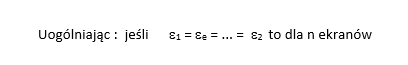 Uogólniając : jeśli ε₁ = εₑ = ... = ε₂ to dla n ekranów